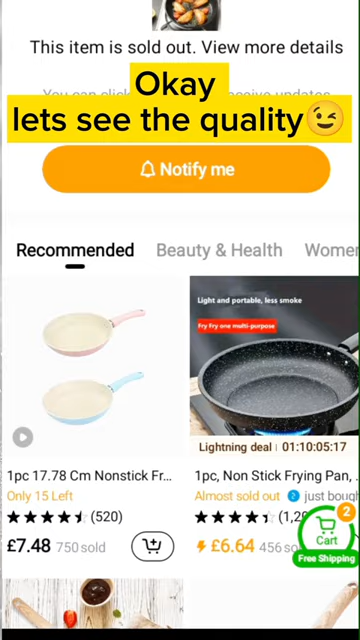 This item is sold out. View more details
Okay
lets see the quality😉
Notify me
Recommended
Beauty & Health
Women
Light and portable, less smoke
Fry Fry one multi-purpose
Lightning deal 01:10:05:17
1pc 17.78 Cm Nonstick Fr...
Only 15 Left
(520)
£7.48 750 sold
1pc, Non Stick Frying Pan, .
Almost sold out 2 just bough
£6.64 456 so
2
Cart
Free Shipping